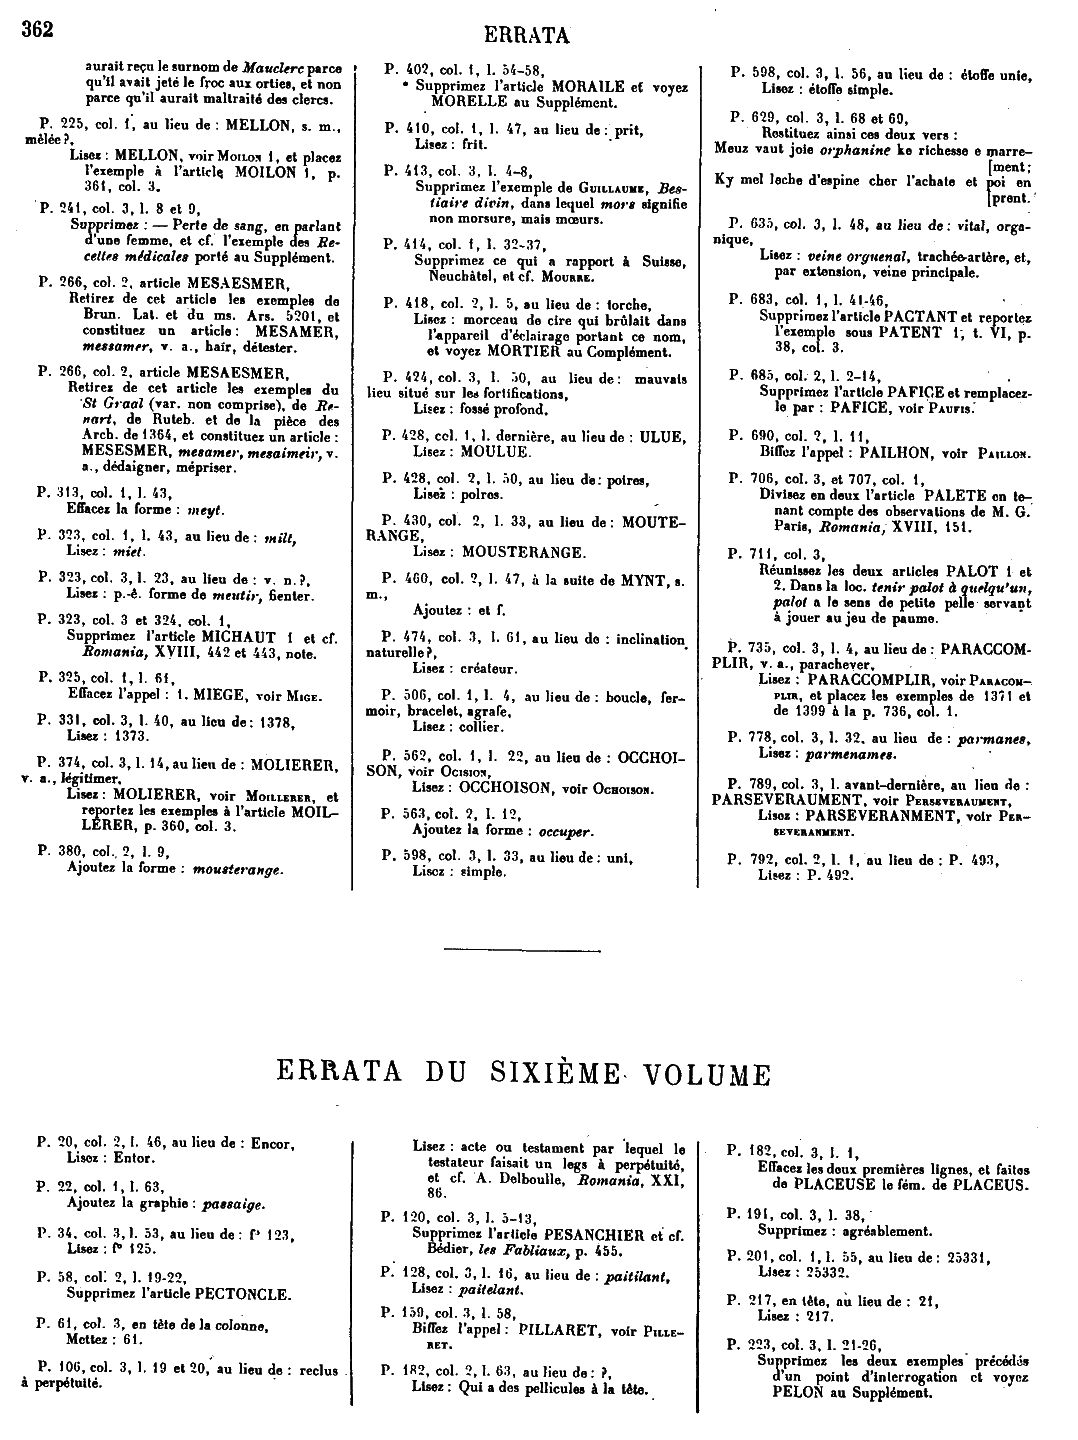 362
ERRATA
aurait reçu le surnom de Mauclerc parce
qu'il avait jeté le froc aux orties, et non
parce qu'il aurait maltraité des clercs.
P. 225, col. 1, au lieu de : MELLON, s. m.,
mêlée ?,
Lisez : MELLON, voir MOILON 1, et placez
l'exemple à l'article MOILON 1, p.
361, col. 3.
P. 241, col. 3, l. 8 et 9,
Supprimez : — Perte de sang, en parlant
d'une femme, et cf. l'exemple des Re-
cettes médicales porté au Supplément.
P. 266, col. 2, article MESAESMER,
Retirez de cet article les exemples de
Brun. Lat. et du ms. Ars. 5201, et
constituez un article : MESAMER,
messamer, v. a., haïr, détester.
P. 266, col. 2, article MESAESMER,
Retirez de cet article les exemples du
St Graal (var. non comprise), de Re-
nart, de Ruteb. et de la pièce des
Arch. de 1364, et constituez un article :
MESESMER, mesamer, mesaimeir, v.
a., dédaigner, mépriser.
P. 313, col. 1, l. 43,
Effacez la forme : meyt.
P. 323, col. 1, l. 43, au lieu de : milt,
Lisez : miet.
P. 323, col. 3, l. 23, au lieu de : v. n. ?,
Lisez : p.-ê. forme de meutir, fienter.
P. 323, col. 3 et 324, col. 1,
Supprimez l'article MICHAUT 1 et cf.
Romania, XVIII, 442 et 443, note.
P. 325, col. 1, l. 61,
Effacez l'appel : 1. MIEGE, voir MIGE.
P. 331, col. 3, l. 40, au lieu de : 1378,
Lisez : 1373.
P. 374, col. 3, l. 14, au lieu de : MOLIERER,
v. a., légitimer,
Lisez : MOLIERER, voir MOILLERER, et
reportez les exemples à l'article MOIL-
LERER, p. 360, col. 3.
P. 380, col. 2, l. 9,
Ajoutez la forme : mousterange.
P. 402, col. 1, l. 54-58,
Supprimez l'article MORAILE et voyez
MORELLE au Supplément.
P. 410, col. 1, l. 47, au lieu de : prit,
Lisez : frit.
P. 413, col. 3, l. 4-8,
Supprimez l'exemple de GUILLAUME, Bes-
tiaire divin, dans lequel mors signifie
non morsure, mais mœurs.
P. 414, col. 1, l. 32-37,
Supprimez ce qui a rapport à Suisse,
Neuchâtel, et cf. MOURRE.
P. 418, col. 2, l. 5, au lieu de : torche,
Lisez : morceau de cire qui brûlait dans
l'appareil d'éclairage portant ce nom,
et voyez MORTIER au Complément.
P. 424, col. 3, l. 50, au lieu de : mauvais
lieu situé sur les fortifications,
Lisez : fossé profond.
P. 428, col. 1, l. dernière, au lieu de : ULUE,
Lisez : MOULUE.
P. 428, col. 2, l. 50, au lieu de : poires,
Lisez : polres.
P. 430, col. 2, l. 33, au lieu de : MOUTE-
RANGE,
Lisez : MOUSTERANGE.
P. 460, col. 2, l. 47, à la suite de MYNT, s.
m.,
Ajoutez : et f.
P. 474, col. 3, l. 61, au lieu de : inclination
naturelle ?,
Lisez : créateur.
P. 506, col. 1, l. 4, au lieu de : boucle, fer-
moir, bracelet, agrafe,
Lisez : collier.
P. 562, col. 1, l. 22, au lieu de : OCCHOI-
SON, voir OCISION,
Lisez : OCCHOISON, voir OCHOISON.
P. 563, col. 2, l. 12,
Ajoutez la forme : occuper.
P. 598, col. 3, l. 33, au lieu de : uni,
Lisez : simple.
P. 598, col. 3, l. 56, au lieu de : étoffe unie,
Lisez : étoffe simple.
P. 629, col. 3, l. 68 et 69,
Restituez ainsi ces deux vers :
Meuz vaut joie orphanine ke richesse e marre-
[ment ;
Ky mel leche d'espine cher l'achate et poi en
[prent.
P. 635, col. 3, l. 48, au lieu de : vital, orga-
nique,
Lisez : veine orguenal, trachée-artère, et,
par extension, veine principale.
P. 683, col. 1, l. 41-46,
Supprimez l'article PACTANT et reportez
l'exemple sous PATENT 1, t. VI, p.
38, col. 3.
P. 685, col. 2, l. 2-14,
Supprimez l'article PAFICE et remplacez-
le par : PAFICE, voir PAUFIS.
P. 690, col. 2, l. 11,
Biffez l'appel : PAILHON, voir PAILLON.
P. 706, col. 3, et 707, col. 1,
Divisez en deux l'article PALETE en te-
nant compte des observations de M. G.
Paris, Romania, XVIII, 151.
P. 711, col. 3,
Réunissez les deux articles PALOT 1 et
2. Dans la loc. tenir palot à quelqu'un,
palot a le sens de petite pelle servant
à jouer au jeu de paume.
P. 735, col. 3, l. 4, au lieu de : PARACCOM-
PLIR, v. a., parachever,
Lisez : PARACCOMPLIR, voir PARACOM-
PLIR, et placez les exemples de 1371 et
de 1399 à la p. 736, col. 1.
P. 778, col. 3, l. 32, au lieu de : parmanes,
Lisez : parmenames.
P. 789, col. 3, l. avant-dernière, au lieu de :
PARSEVERAUMENT, voir PERSEVERAUMENT,
Lisez : PARSEVERANMENT, voir PER-
SEVERANMENT.
P. 792, col. 2, l. 1, au lieu de : P. 493,
Lisez : P. 492.
ERRATA DU SIXIÈME VOLUME
P. 20, col. 2, l. 46, au lieu de : Encor,
Lisez : Entor.
P. 22, col. 1, l. 63,
Ajoutez la graphie : passaige.
P. 34, col. 3, l. 53, au lieu de : f° 123,
Lisez : f° 125.
P. 58, col. 2, l. 19-22,
Supprimez l'article PECTONCLE.
P. 61, col. 3, en tête de la colonne,
Mettez : 61.
P. 106, col. 3, l. 19 et 20, au lieu de : reclus
à perpétuité.
Lisez : acte ou testament par lequel le
testateur faisait un legs à perpétuité,
et cf. A. Delboulle, Romania, XXI,
86.
P. 120, col. 3, l. 5-13,
Supprimez l'article PESANCHIER et cf.
Bédier, les Fabliaux, p. 455.
P. 128, col. 3, l. 16, au lieu de : paitilant,
Lisez : paitelant.
P. 159, col. 3, l. 58,
Biffez l'appel : PILLARET, voir PILLE-
RET.
P. 182, col. 2, l. 63, au lieu de : ?,
Lisez : Qui a des pellicules à la tête.
P. 182, col. 3, l. 1,
Effacez les deux premières lignes, et faites
de PLACEUSE le fém. de PLACEUS.
P. 191, col. 3, l. 38,
Supprimez : agréablement.
P. 201, col. 1, l. 55, au lieu de : 25331,
Lisez : 25332.
P. 217, en tête, au lieu de : 21,
Lisez : 217.
P. 223, col. 3, l. 21-26,
Supprimez les deux exemples précédés
d'un point d'interrogation et voyez
PELON au Supplément.